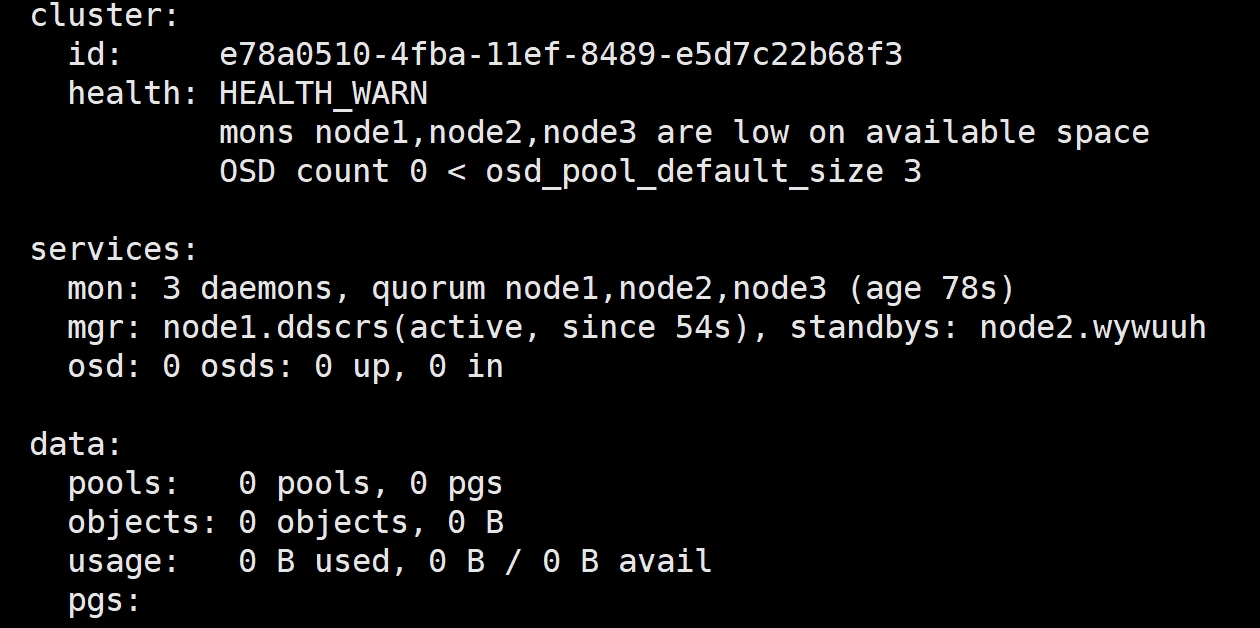 cluster:
  id:     e78a0510-4fba-11ef-8489-e5d7c22b68f3
  health: HEALTH_WARN
          mons node1,node2,node3 are low on available space
          OSD count 0 < osd_pool_default_size 3

services:
  mon: 3 daemons, quorum node1,node2,node3 (age 78s)
  mgr: node1.ddscrs(active, since 54s), standbys: node2.wywuuh
  osd: 0 osds: 0 up, 0 in

data:
  pools:   0 pools, 0 pgs
  objects: 0 objects, 0 B
  usage:   0 B used, 0 B / 0 B avail
  pgs: